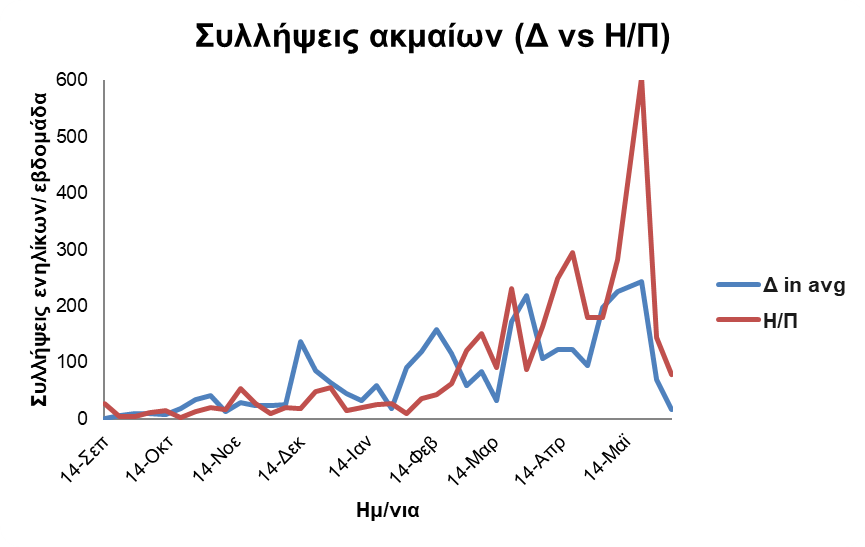 Συλλήψεις ακμαίων (Δ vs Η/Π)
Συλλήψεις ενηλίκων/ εβδομάδα
600
500
400
300
200
100
0
14-Σεπ
14-Οκτ
14-Νοε
14-Δεκ
14-Ιαν
14-Φεβ
14-Μαρ
14-Απρ
14-Μαϊ
Ημ/νια
Δ in avg
Η/Π